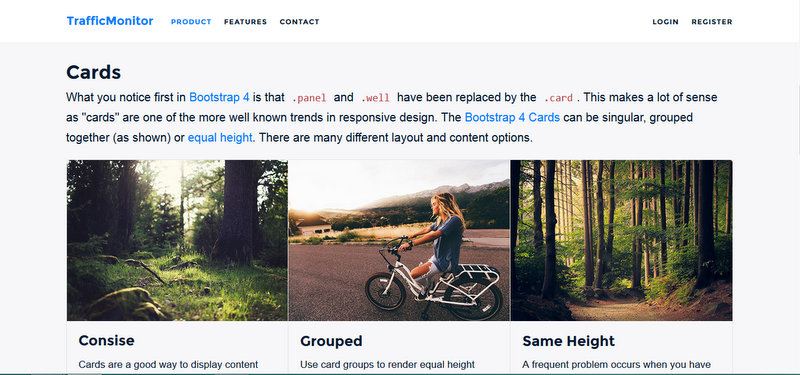 TrafficMonitor PRODUCT FEATURES CONTACT LOGIN REGISTER
Cards
What you notice first in Bootstrap 4 is that .panel and .well have been replaced by the .card. This makes a lot of sense
as "cards" are one of the more well known trends in responsive design. The Bootstrap 4 Cards can be singular, grouped
together (as shown) or equal height. There are many different layout and content options.
Consise
Cards are a good way to display content
Grouped
Use card groups to render equal height
Same Height
A frequent problem occurs when you have